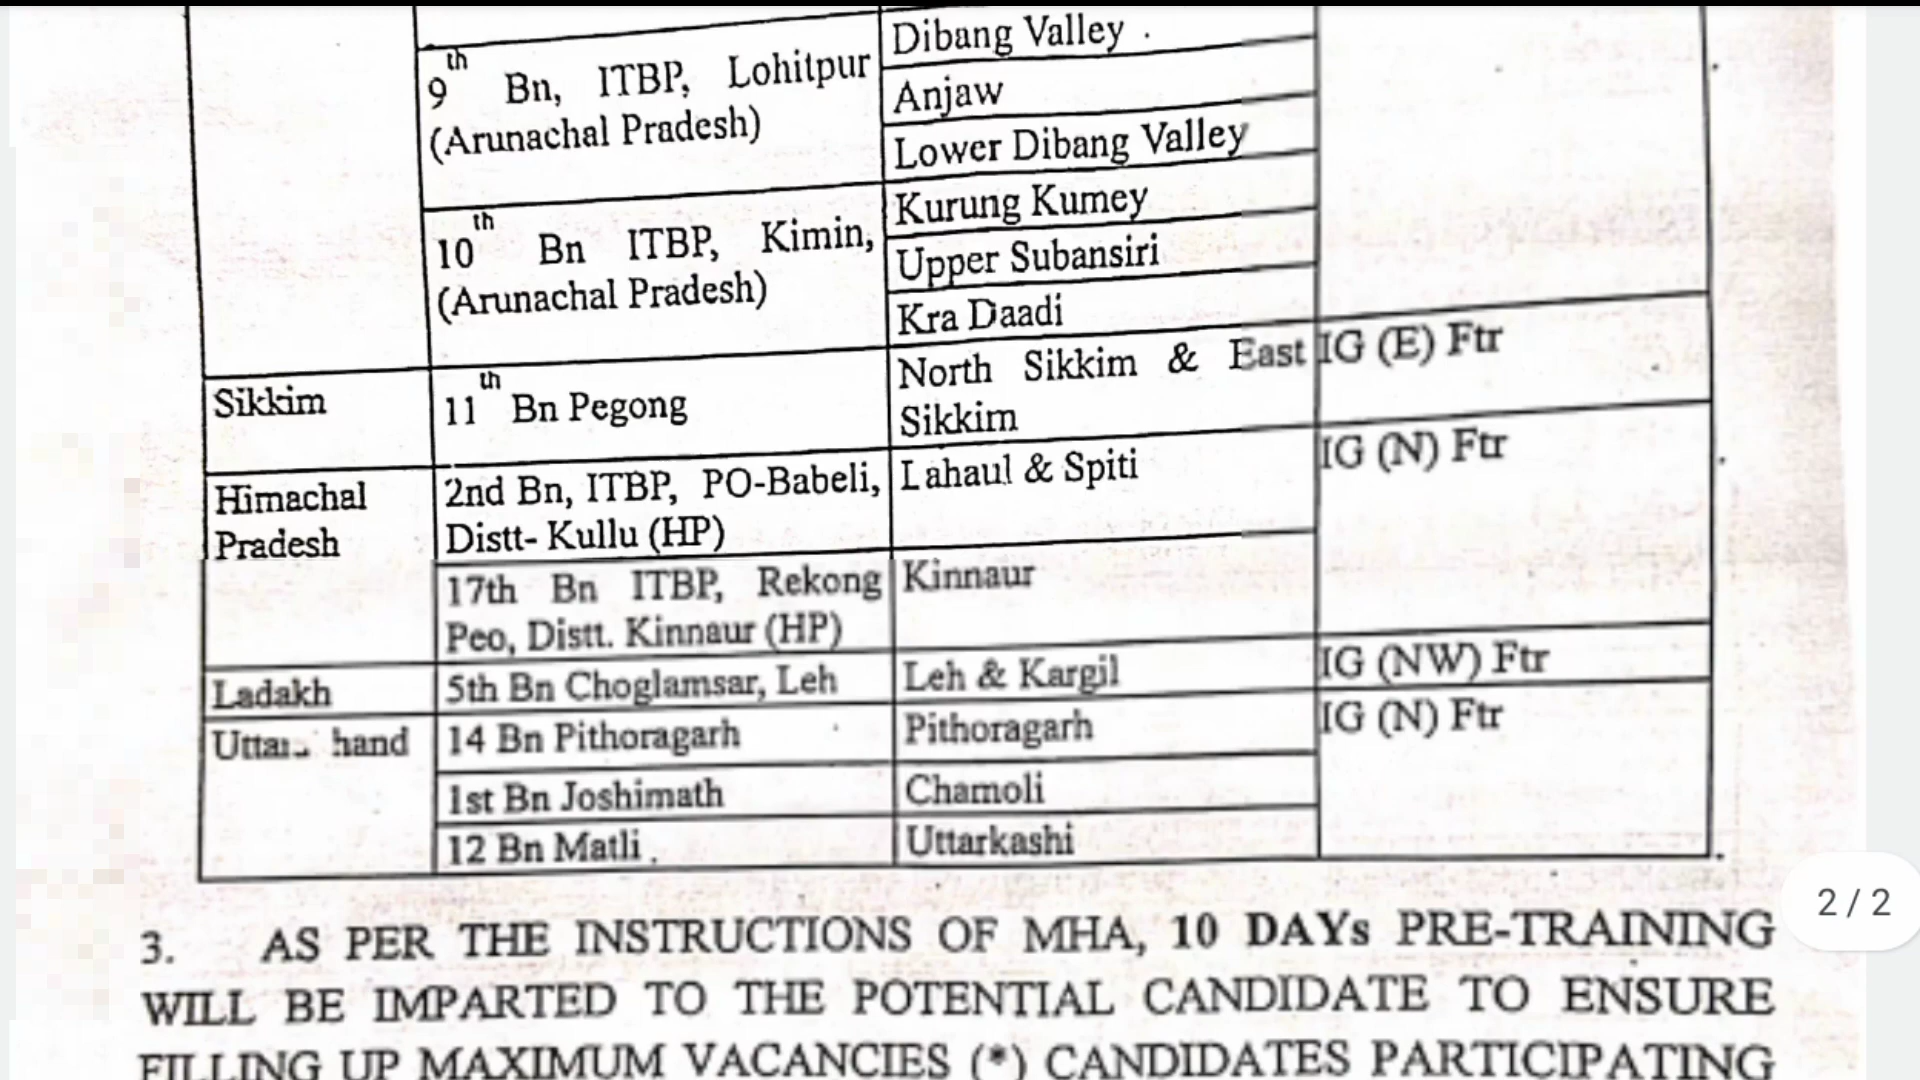 Dibang Valley .
9th Bn, ITBP, Lohitpur
(Arunachal Pradesh)
Anjaw
Lower Dibang Valley
10th Bn ITBP, Kimin,
(Arunachal Pradesh)
Kurung Kumey
Upper Subansiri
Kra Daadi
Sikkim
11th Bn Pegong
North Sikkim & East
Sikkim
IG (E) Ftr
Himachal
Pradesh
2nd Bn, ITBP, PO-Babeli,
Distt- Kullu (HP)
Lahaul & Spiti
IG (N) Ftr
17th Bn ITBP, Rekong
Peo, Distt. Kinnaur (HP)
Kinnaur
Ladakh
5th Bn Choglamsar, Leh
Leh & Kargil
IG (NW) Ftr
14 Bn Pithoragarh
Pithoragarh
IG (N) Ftr
1st Bn Joshimath
Chamoli
12 Bn Matli
Uttarkashi
2/2
3. AS PER THE INSTRUCTIONS OF MHA, 10 DAYs PRE-TRAINING
WILL BE IMPARTED TO THE POTENTIAL CANDIDATE TO ENSURE
FILLING UP MAXIMUM VACANCIES (*) CANDIDATES PARTICIPATING